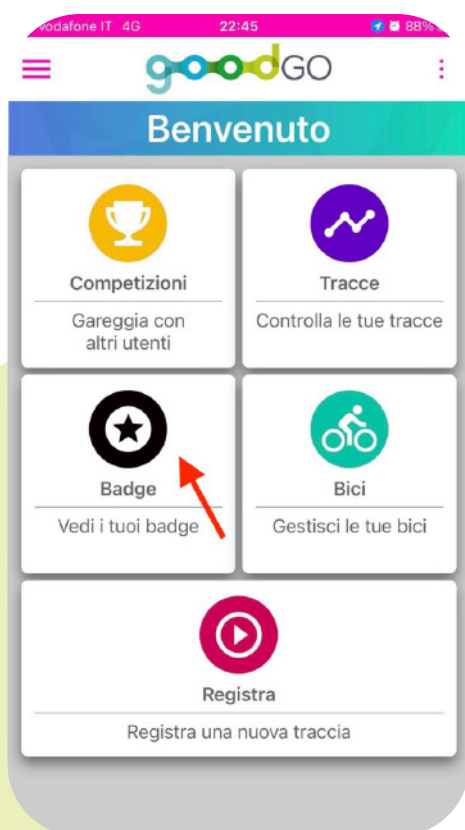 vodafone IT 4G 22:45 88%
goodGO
Benvenuto
Competizioni
Gareggia con
altri utenti
Tracce
Controlla le tue tracce
Badge
Vedi i tuoi badge
Bici
Gestisci le tue bici
Registra
Registra una nuova traccia